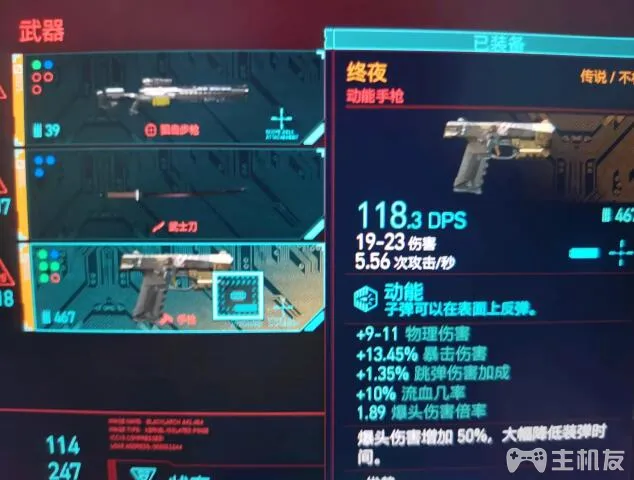 武器
39
狙击步枪
武士刀
467
手枪
114
247
已装备
终夜
传说 / 不朽
动能手枪
118.3 DPS
467
19-23 伤害
5.56 次攻击/秒
动能
子弹可以在表面上反弹。
+9-11 物理伤害
+13.45% 暴击伤害
+1.35% 跳弹伤害加成
+10% 流血几率
1.89 爆头伤害倍率
爆头伤害增加 50%，大幅降低装弹时
间。
主机友